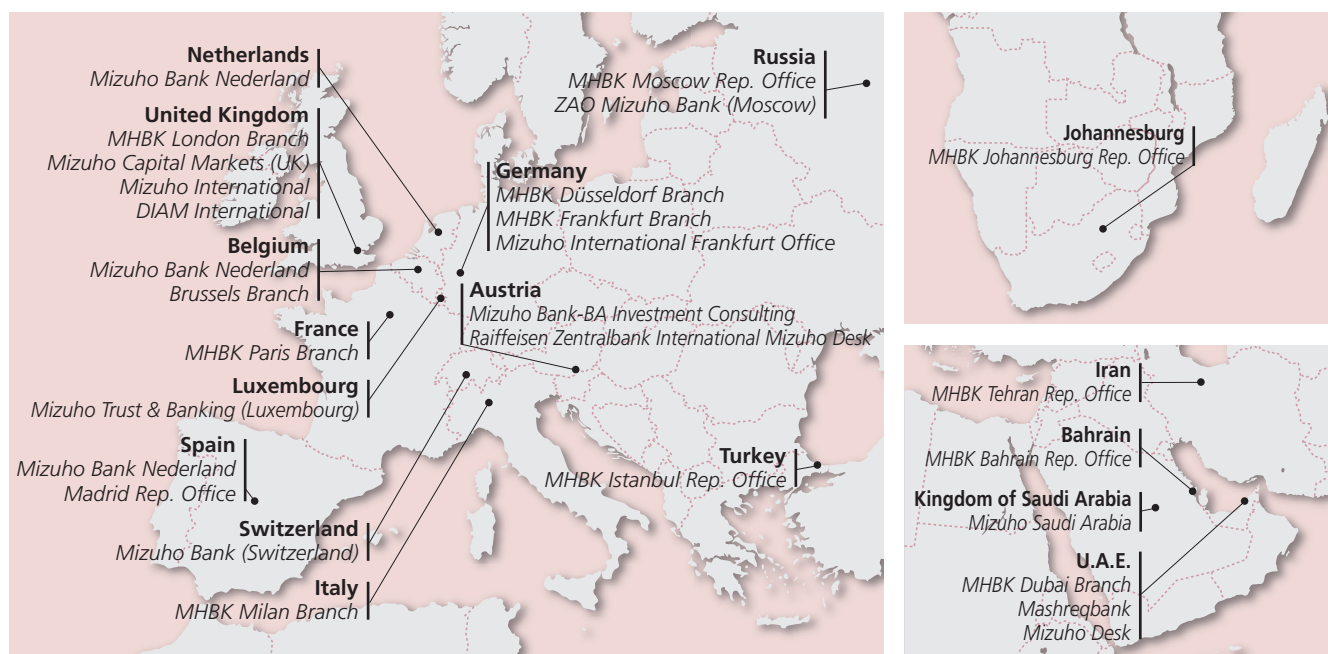 Netherlands
Mizuho Bank Nederland
United Kingdom
MHBK London Branch
Mizuho Capital Markets (UK)
Mizuho International
DIAM International
Belgium
Mizuho Bank Nederland
Brussels Branch
France
MHBK Paris Branch
Luxembourg
Mizuho Trust & Banking (Luxembourg)
Spain
Mizuho Bank Nederland
Madrid Rep. Office
Switzerland
Mizuho Bank (Switzerland)
Italy
MHBK Milan Branch
Russia
MHBK Moscow Rep. Office
ZAO Mizuho Bank (Moscow)
Germany
MHBK Düsseldorf Branch
MHBK Frankfurt Branch
Mizuho International Frankfurt Office
Austria
Mizuho Bank-BA Investment Consulting
Raiffeisen Zentralbank International Mizuho Desk
Turkey
MHBK Istanbul Rep. Office
Johannesburg
MHBK Johannesburg Rep. Office
Iran
MHBK Tehran Rep. Office
Bahrain
MHBK Bahrain Rep. Office
Kingdom of Saudi Arabia
Mizuho Saudi Arabia
U.A.E.
MHBK Dubai Branch
Mashreqbank
Mizuho Desk